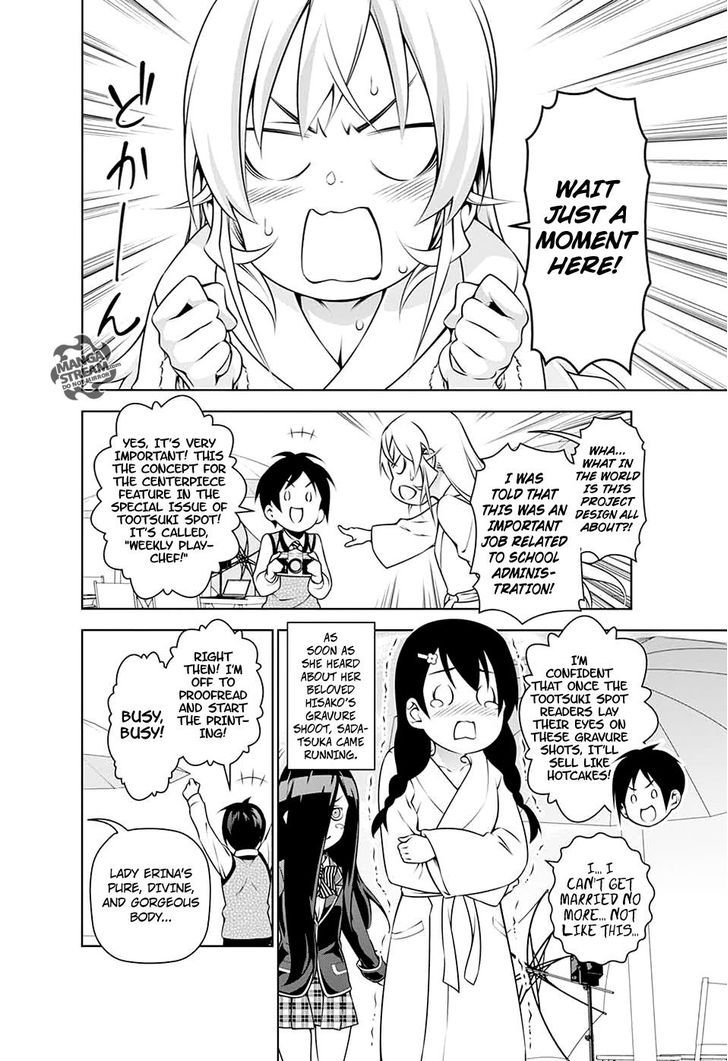 WAIT
JUST A
MOMENT
HERE!
どかーん
MANGA
STREAM
DO NOT MIRROR
.COM
WHA...
WHAT IN
THE WORLD
IS THIS
PROJECT
DESIGN ALL
ABOUT?!
I WAS
TOLD THAT
THIS WAS AN
IMPORTANT
JOB RELATED
TO SCHOOL
ADMINIS-
TRATION!
YES, IT'S VERY
IMPORTANT! THIS
THE CONCEPT FOR
THE CENTERPIECE
FEATURE IN THE
SPECIAL ISSUE OF
TOOTSUKI SPOT!
IT'S CALLED,
"WEEKLY PLAY-
CHEF!"
I'M
CONFIDENT
THAT ONCE THE
TOOTSUKI SPOT
READERS LAY
THEIR EYES ON
THESE GRAVURE
SHOTS, IT'LL
SELL LIKE
HOTCAKES!
I... I
CAN'T GET
MARRIED NO
MORE... NOT
LIKE THIS...
AS
SOON AS
SHE HEARD
ABOUT HER
BELOVED
HISAKO'S
GRAVURE
SHOOT, SADA-
TSUKA CAME
RUNNING.
RIGHT
THEN! I'M
OFF TO
PROOFREAD
AND START
THE PRINT-
ING!
BUSY,
BUSY!
LADY ERINA'S
PURE, DIVINE,
AND GORGEOUS
BODY...